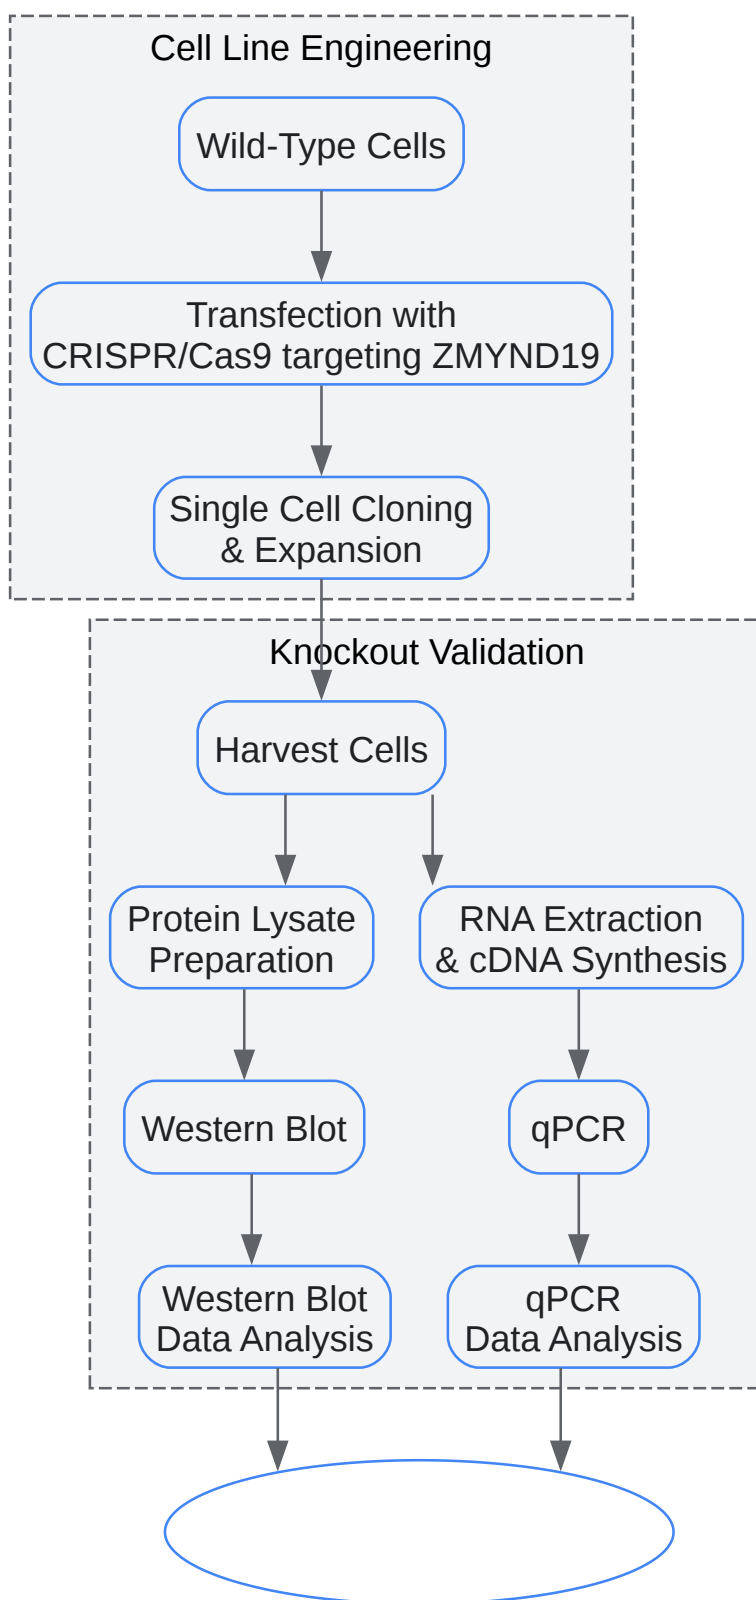 Cell Line Engineering
Wild-Type Cells
Transfection with
CRISPR/Cas9 targeting ZMYND19
Single Cell Cloning
& Expansion
Knockout Validation
Harvest Cells
Protein Lysate
Preparation
RNA Extraction
& cDNA Synthesis
Western Blot
qPCR
Western Blot
Data Analysis
qPCR
Data Analysis